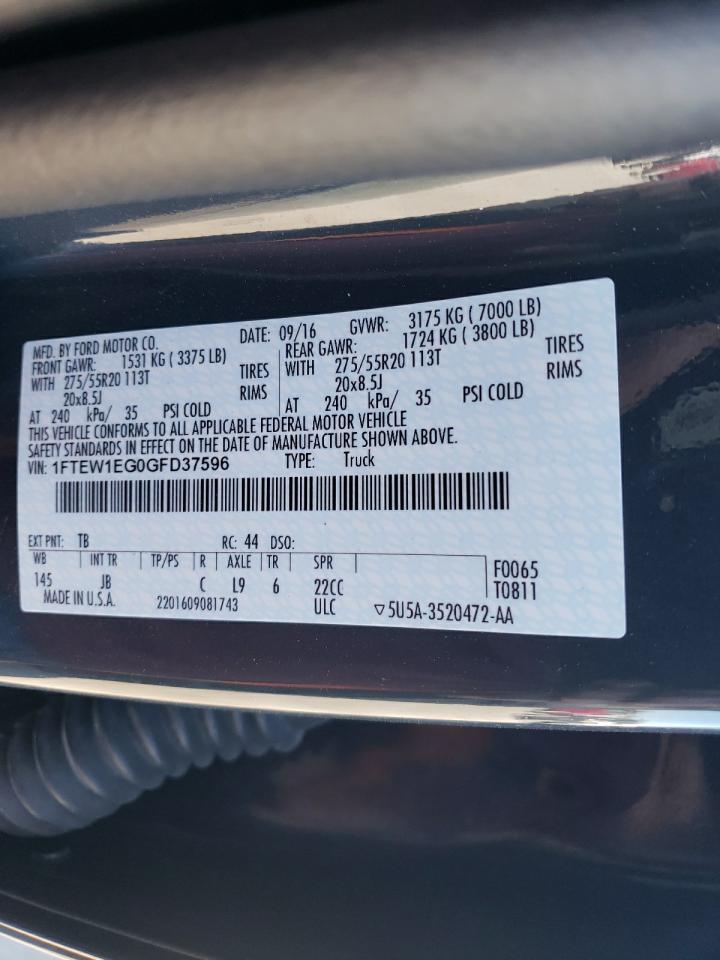 MFD. BY FORD MOTOR CO. DATE: 09/16 GVWR: 3175 KG ( 7000 LB)
FRONT GAWR: 1531 KG ( 3375 LB) REAR GAWR: 1724 KG ( 3800 LB)
WITH 275/55R20 113T TIRES WITH 275/55R20 113T TIRES
20x8.5J RIMS 20x8.5J RIMS
AT 240 kPa/ 35 PSI COLD AT 240 kPa/ 35 PSI COLD
THIS VEHICLE CONFORMS TO ALL APPLICABLE FEDERAL MOTOR VEHICLE
SAFETY STANDARDS IN EFFECT ON THE DATE OF MANUFACTURE SHOWN ABOVE.
VIN: 1FTEW1EG0GFD37596 TYPE: Truck
EXT PNT: TB RC: 44 DSO:
WB INT TR TP/PS R AXLE TR SPR F0065
145 JB C L9 6 22CC T0811
MADE IN U.S.A. 2201609081743 ULC ▽5U5A-3520472-AA